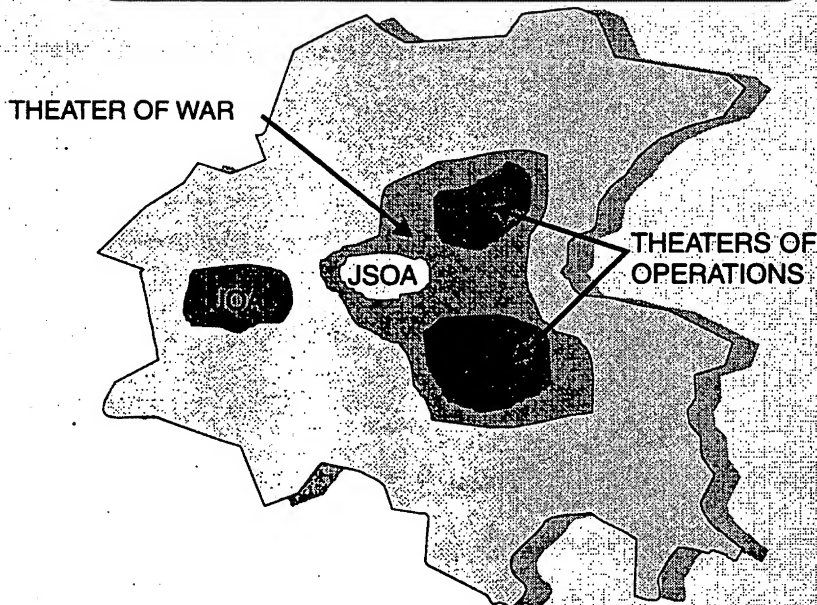 THEATER OF WAR
THEATERS OF
OPERATIONS
JSOA
JOA